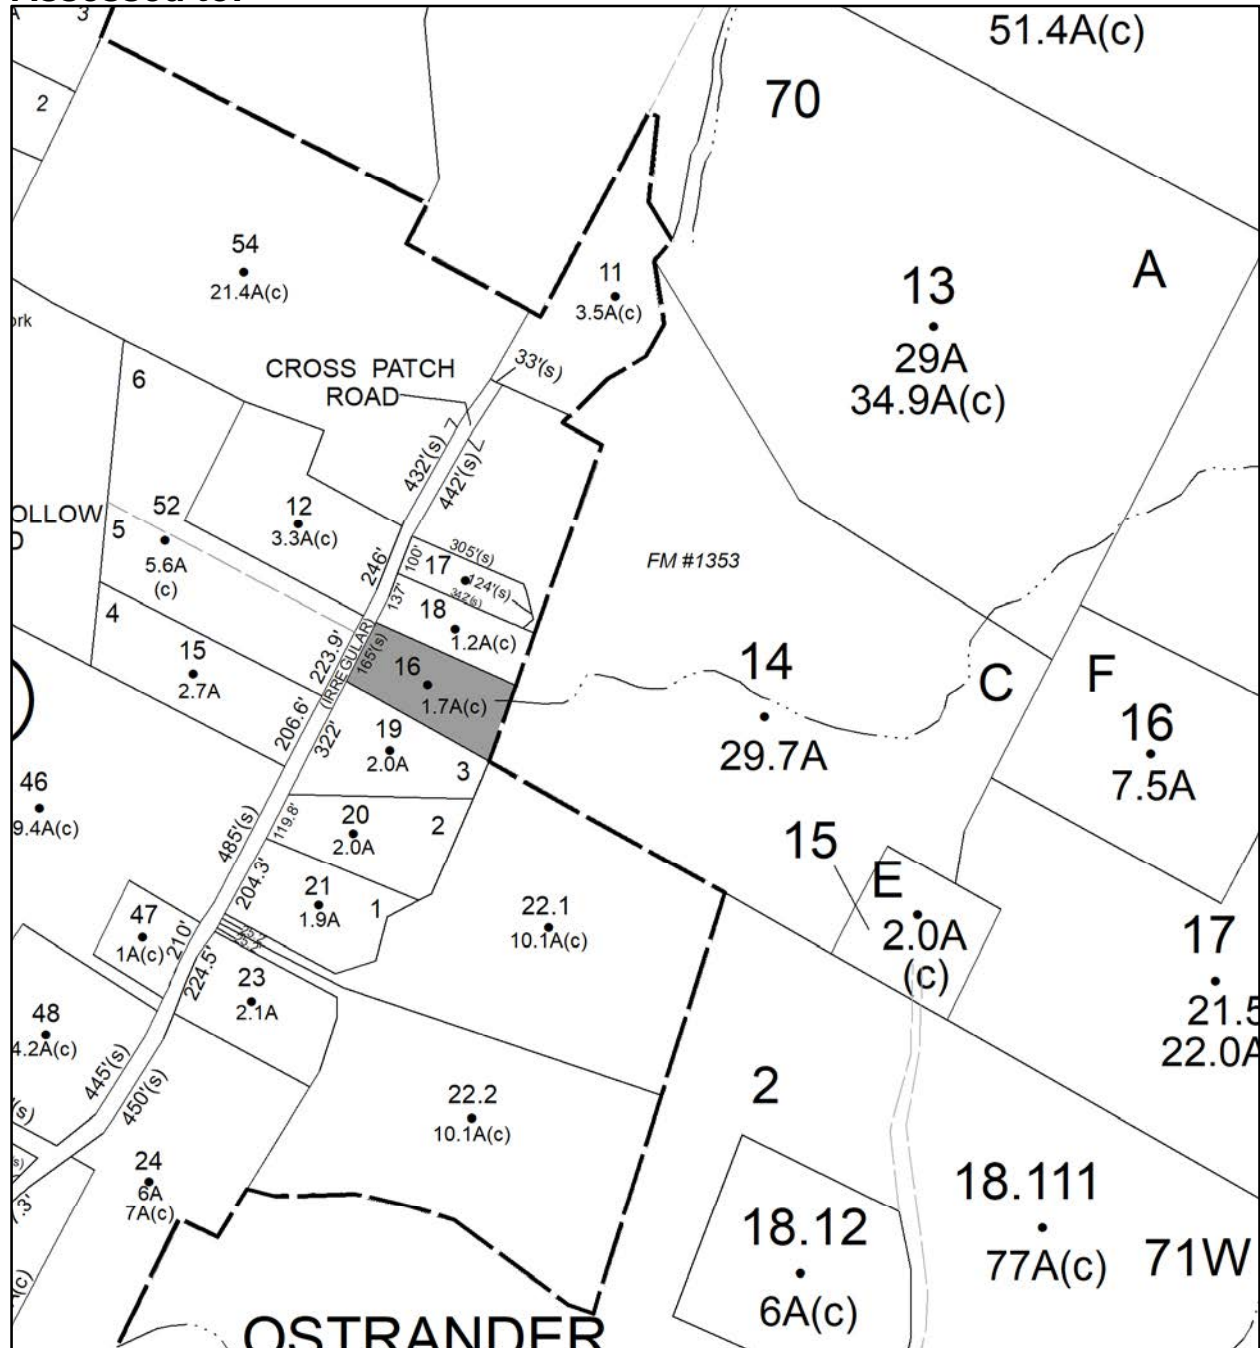 3
51.4A(c)
70
2
54
21.4A(c)
11
3.5A(c)
13
29A
34.9A(c)
A
33'(s)
CROSS PATCH
ROAD
6
432'(s)
442'(s)
12
3.3A(c)
52
5
5.6A
(c)
OLLOW
246'
100'
305'(s)
17
124'(s)
342'(s)
137'
18
1.2A(c)
FM #1353
4
15
2.7A
223.9'
(IRREGULAR)
165'(s)
16
1.7A(c)
14
29.7A
C
F
16
7.5A
206.6'
322'
19
2.0A
3
46
9.4A(c)
485'(s)
119.8'
20
2.0A
2
15
E
2.0A
(c)
204.3'
21
1.9A
1
22.1
10.1A(c)
47
1A(c)
210'
224.5'
23
2.1A
17
21.5
22.0A
48
4.2A(c)
445'(s)
450'(s)
22.2
10.1A(c)
2
24
6A
7A(c)
18.12
6A(c)
18.111
77A(c)
71W
OSTRANDER